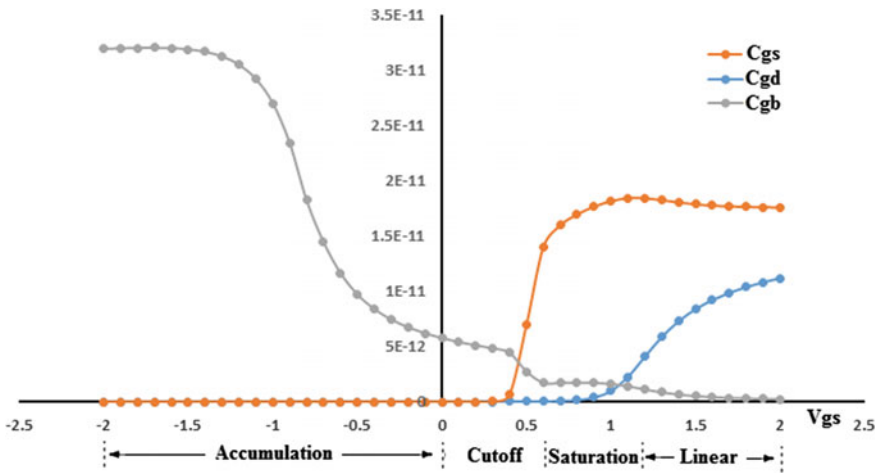 3.5E-11
3E-11
2.5E-11
2E-11
1.5E-11
1E-11
5E-12
0
Cgs
Cgd
Cgb
-2.5 -2 -1.5 -1 -0.5 0 0.5 1 1.5 2 2.5
Vgs
Accumulation Cutoff Saturation Linear